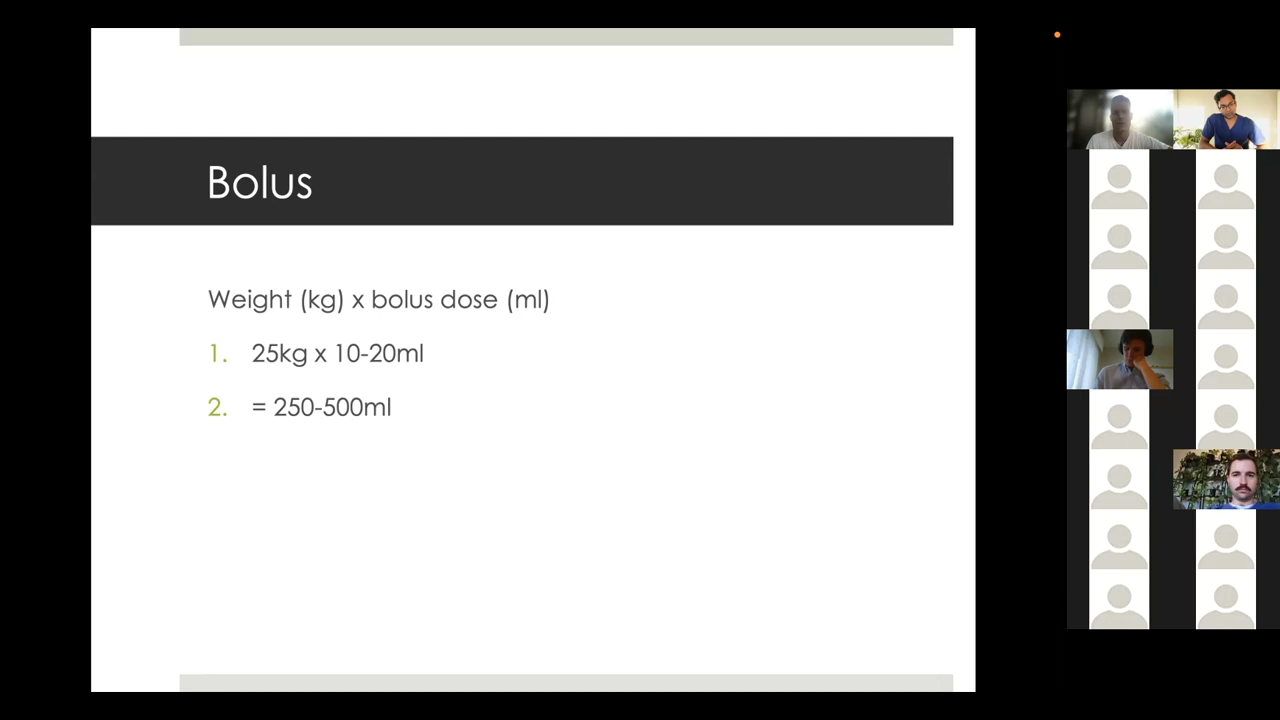 Bolus
Weight (kg) x bolus dose (ml)
1. 25kg x 10-20ml
2. = 250-500ml